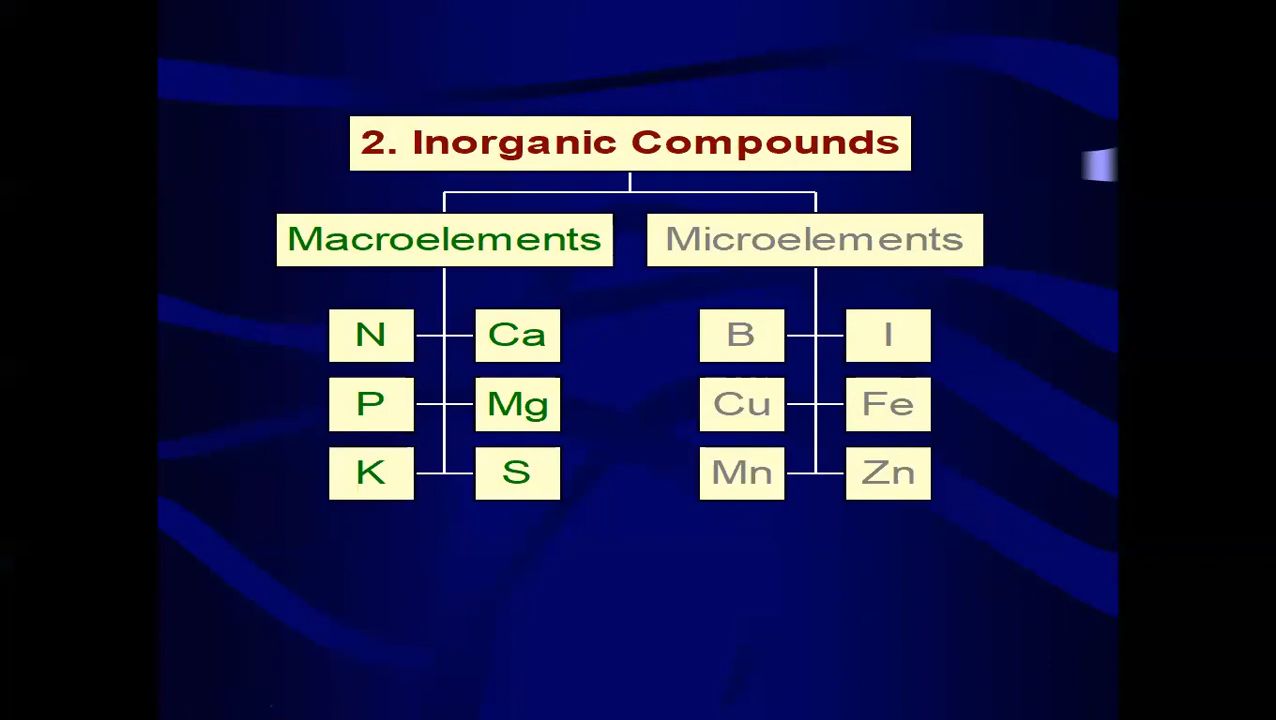 2. Inorganic Compounds
Macroelements Microelements
N Ca B I
P Mg Cu Fe
K S Mn Zn